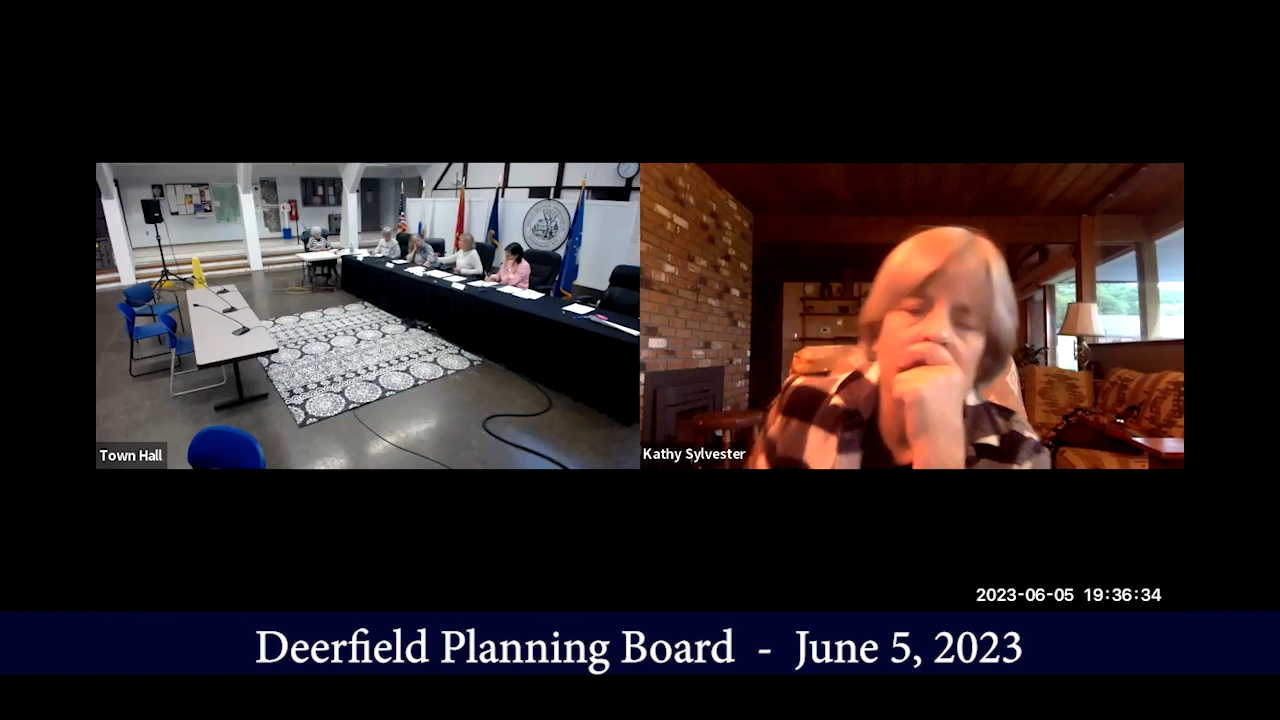 Town Hall
Kathy Sylvester
2023-06-05 19:36:34
Deerfield Planning Board - June 5, 2023